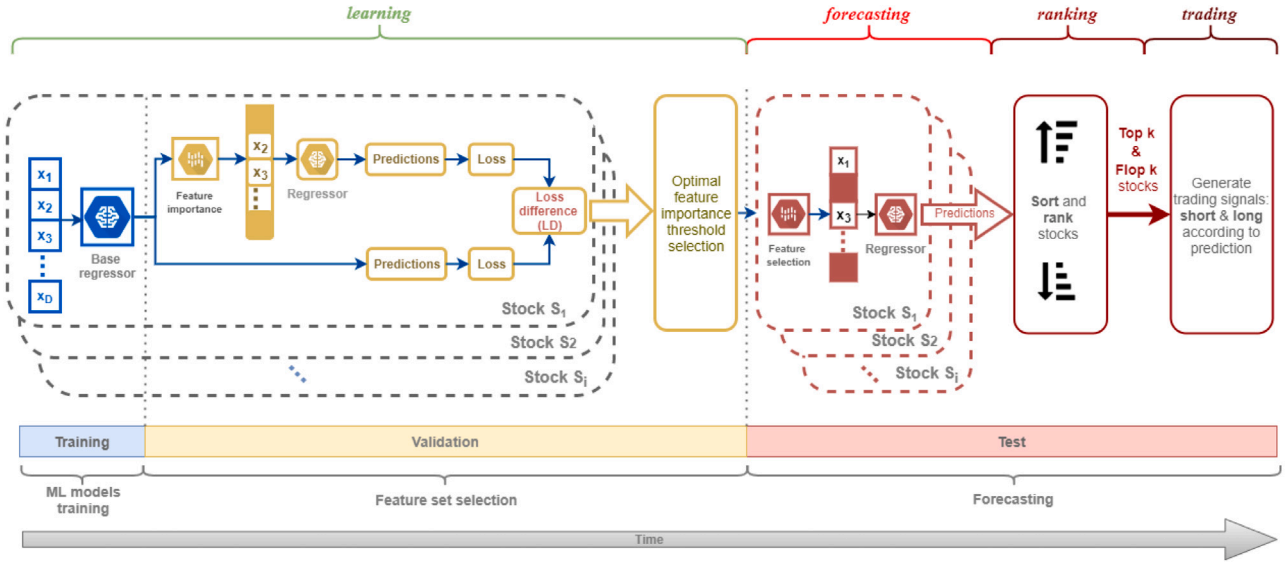 learning
forecasting
ranking
trading
x1
x2
x3
xD
Base
regressor
Feature
importance
x2
x3
Regressor
Predictions
Loss
Loss
difference
(LD)
Predictions
Loss
Stock S1
Stock S2
Stock Si
Optimal
feature
importance
threshold
selection
Feature
selection
x1
x3
Regressor
Predictions
Stock S1
Stock S2
Stock Si
Sort and
rank
stocks
Top k
&
Flop k
stocks
Generate
trading signals:
short & long
according to
prediction
Training
Validation
Test
ML models
training
Feature set selection
Forecasting
Time